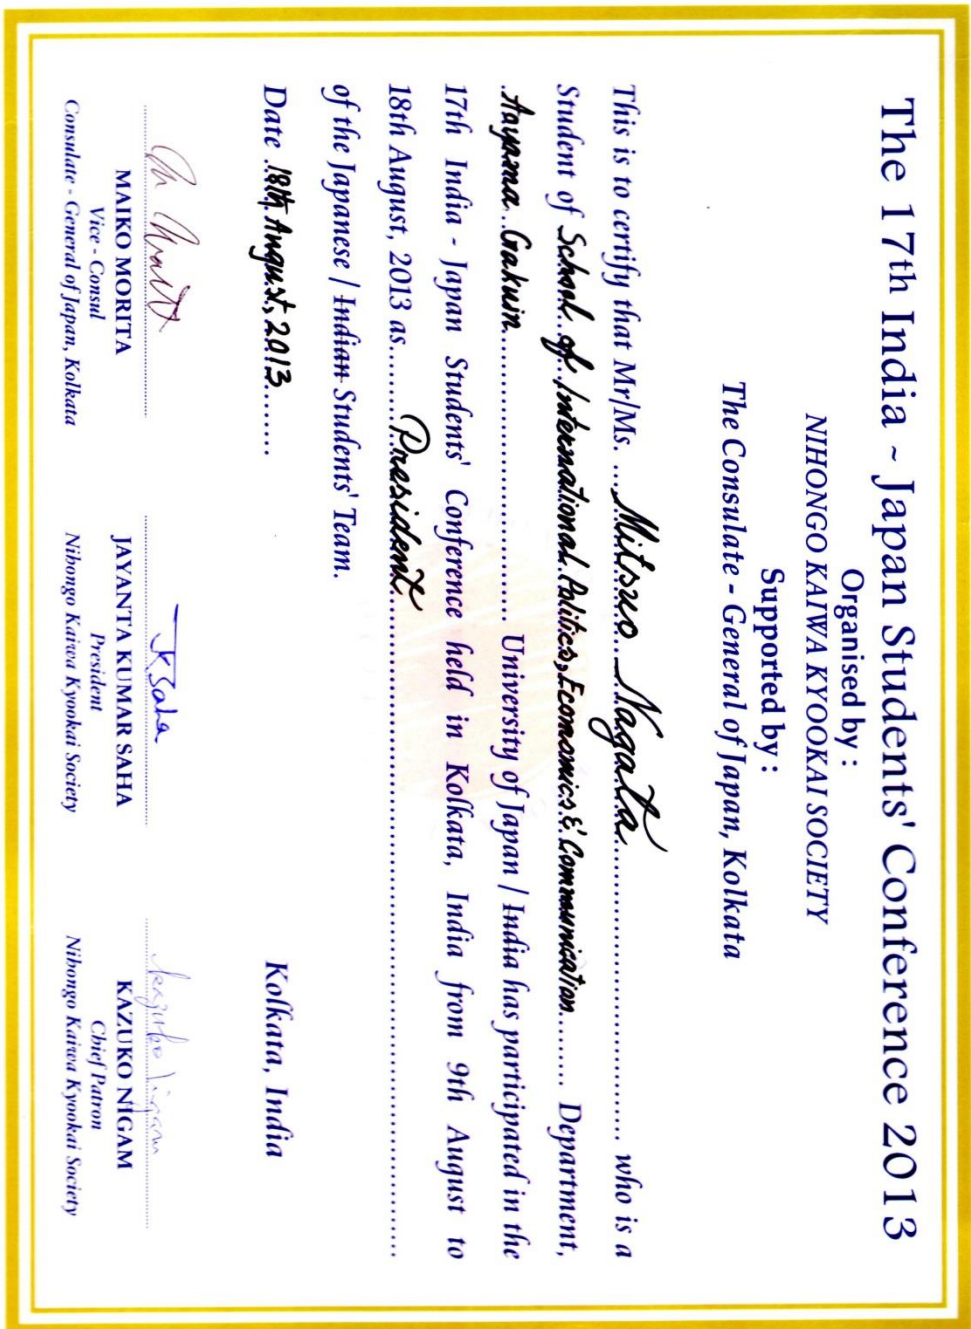 The 17th India ~ Japan Students' Conference 2013
Organised by :
NIHONGO KAIWA KYOOKAI SOCIETY
Supported by :
The Consulate - General of Japan, Kolkata
This is to certify that Mr/Ms. ....Mitsuo Nagata.............................. who is a
Student of School of International Politics, Economics & Communication........ Department,
.Aoyama Gakuin.............................. University of Japan / India has participated in the
17th India - Japan Students' Conference held in Kolkata, India from 9th August to
18th August, 2013 as........President..............................
of the Japanese / Indian Students' Team.
Date .18th, August, 2013........ Kolkata, India
JKSaha
Kazuko Nigam
MAIKO MORITA
Vice - Consul
Consulate - General of Japan, Kolkata
JAYANTA KUMAR SAHA
President
Nihongo Kaiwa Kyookai Society
KAZUKO NIGAM
Chief Patron
Nihongo Kaiwa Kyookai Society